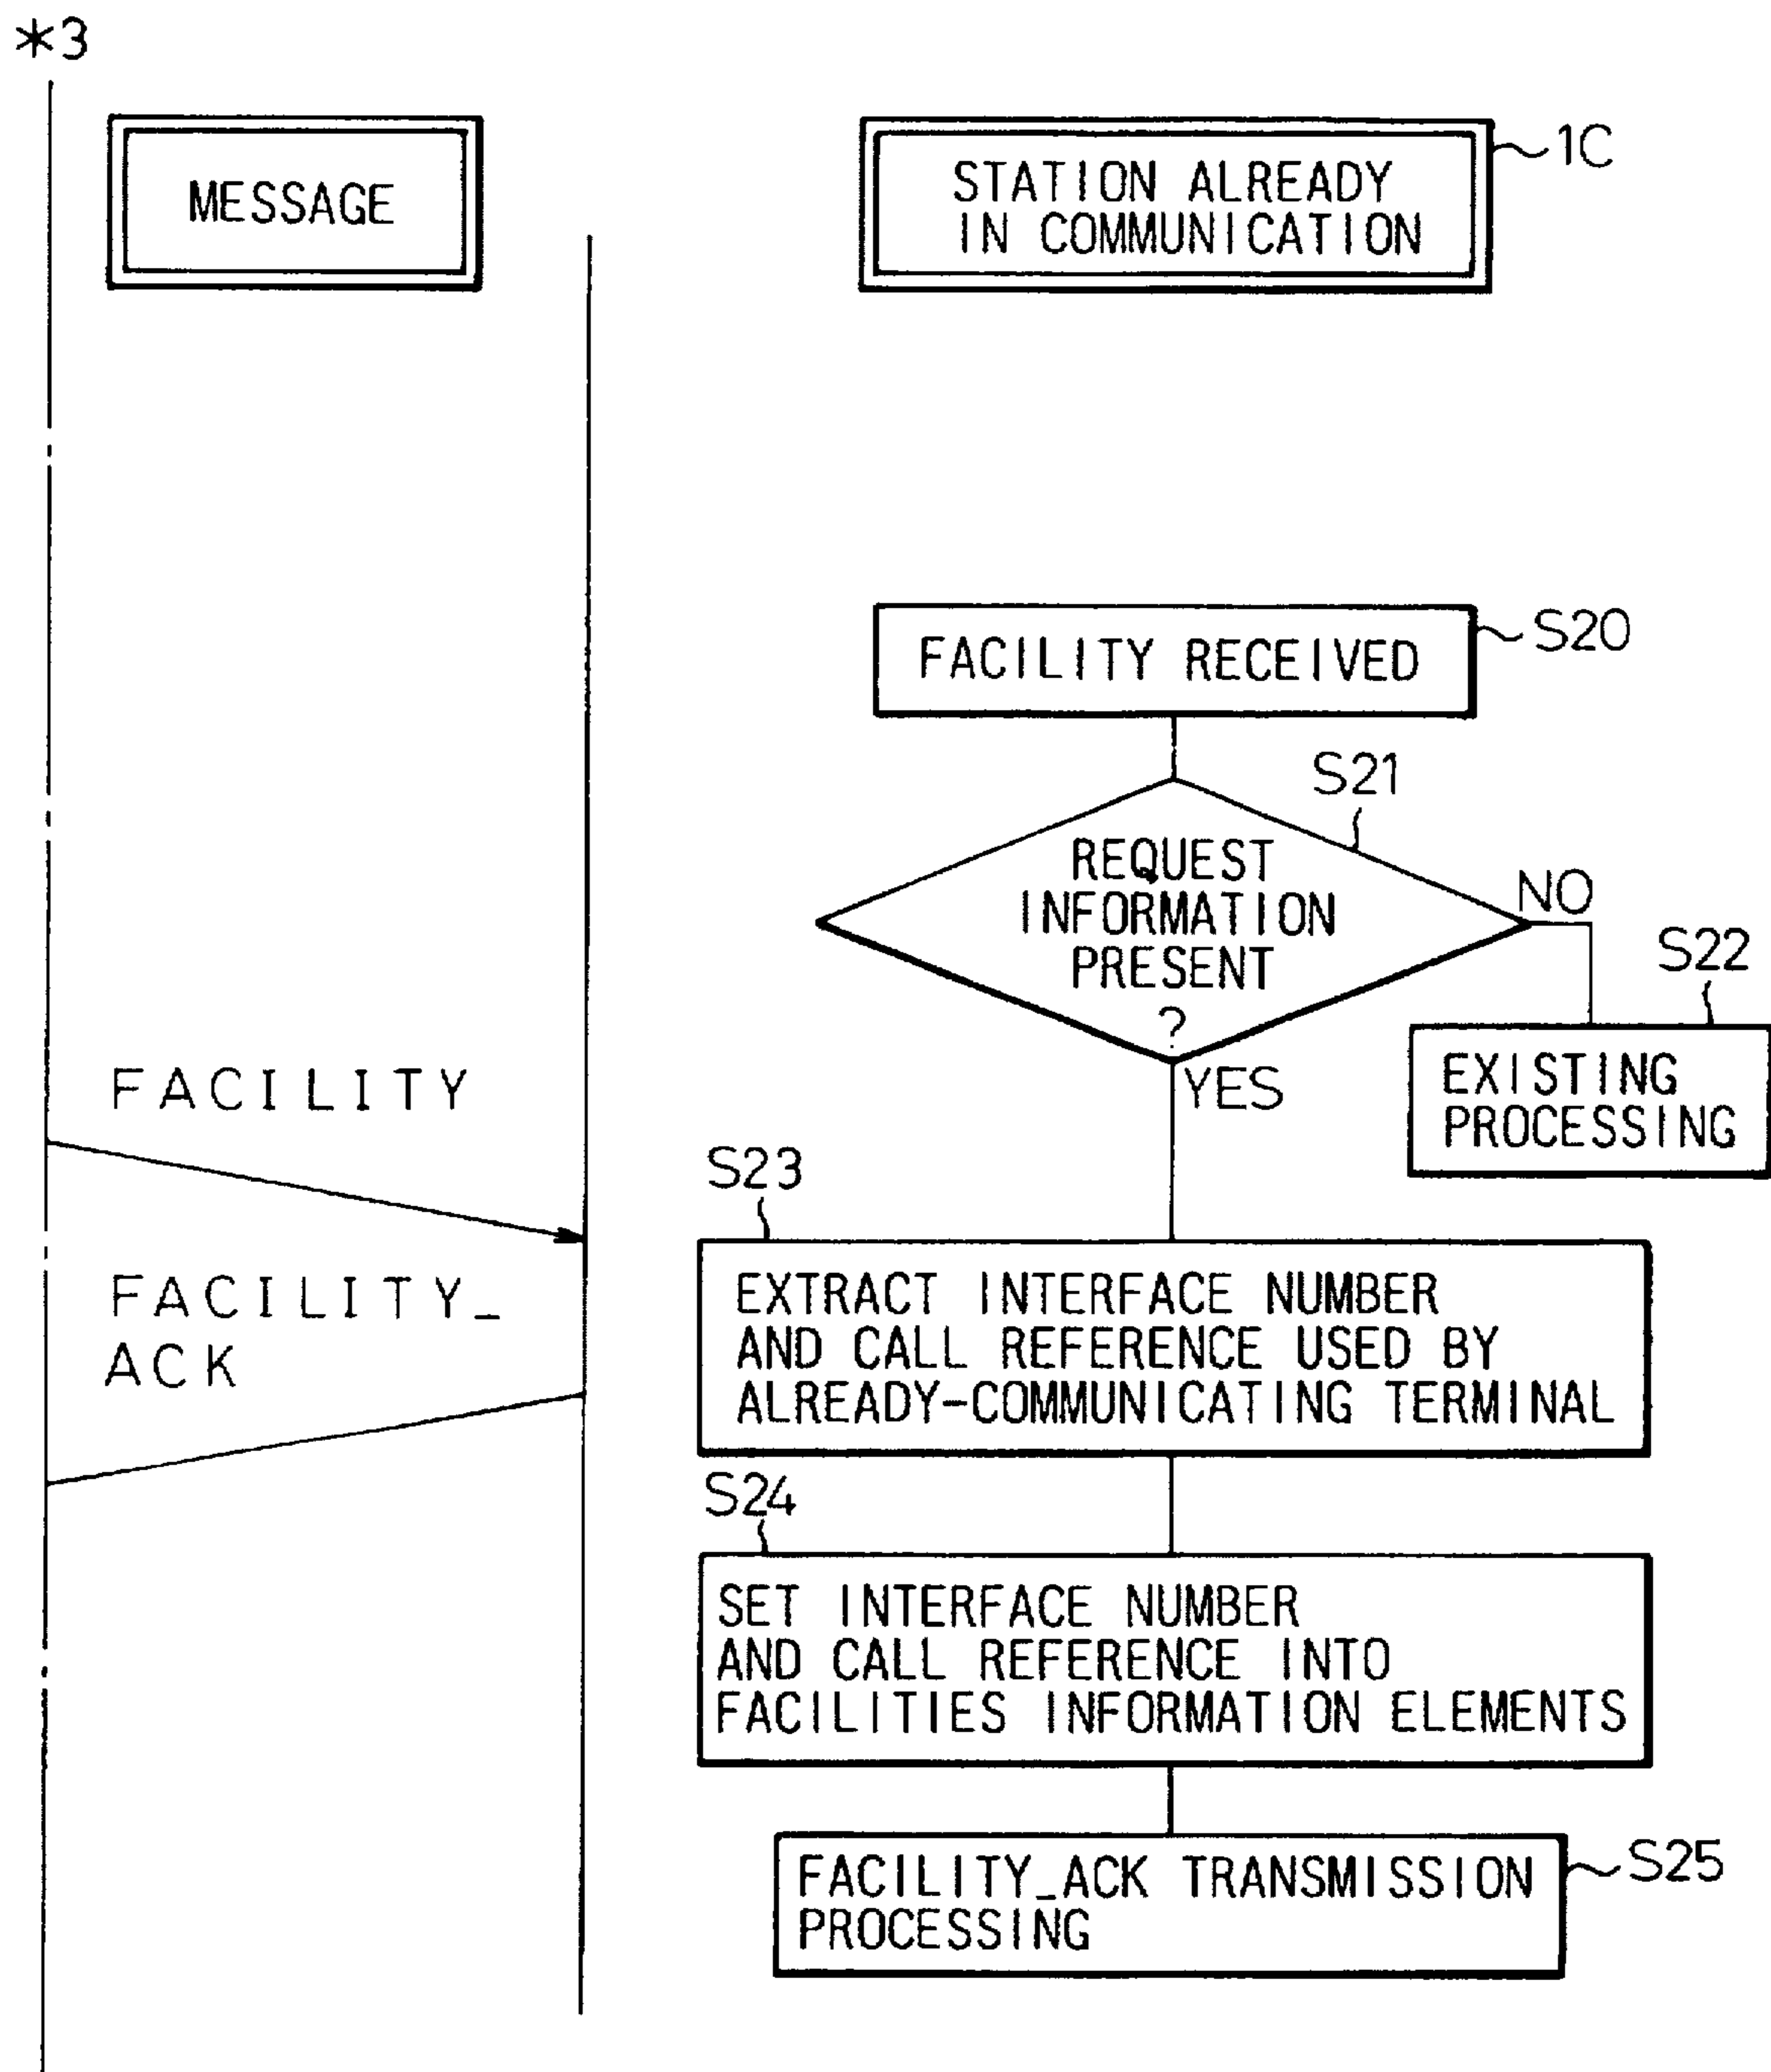 *3
MESSAGE
STATION ALREADY
IN COMMUNICATION
1C
FACILITY RECEIVED
S20
S21
REQUEST
INFORMATION
PRESENT
?
NO
S22
EXISTING
PROCESSING
YES
FACILITY
S23
EXTRACT INTERFACE NUMBER
AND CALL REFERENCE USED BY
ALREADY-COMMUNICATING TERMINAL
FACILITY_
ACK
S24
SET INTERFACE NUMBER
AND CALL REFERENCE INTO
FACILITIES INFORMATION ELEMENTS
FACILITY_ACK TRANSMISSION
PROCESSING
S25